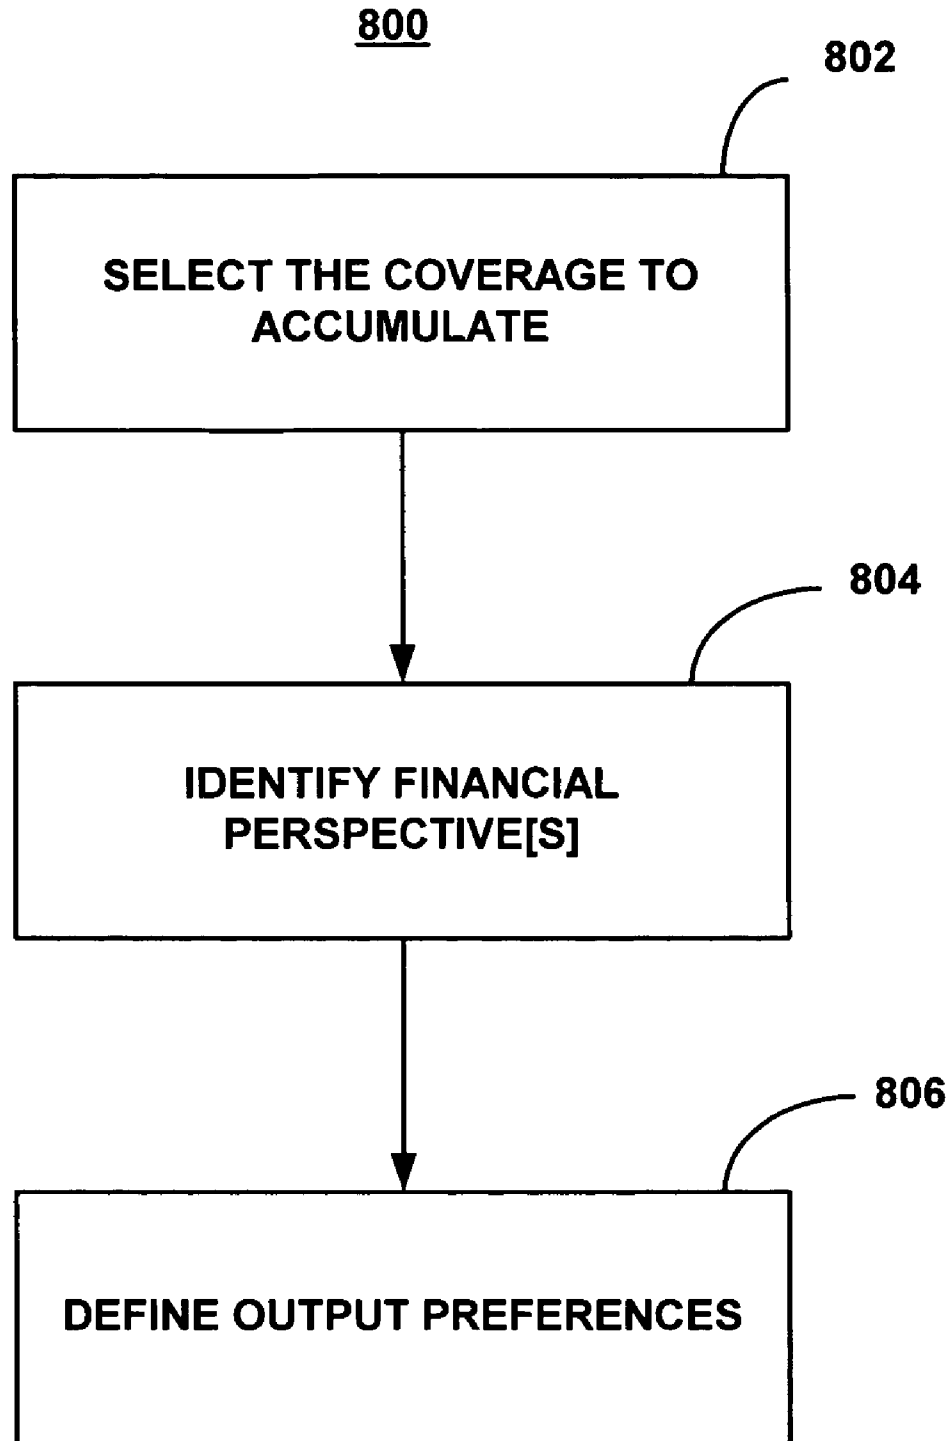 800
802
SELECT THE COVERAGE TO
ACCUMULATE
804
IDENTIFY FINANCIAL
PERSPECTIVE[S]
806
DEFINE OUTPUT PREFERENCES